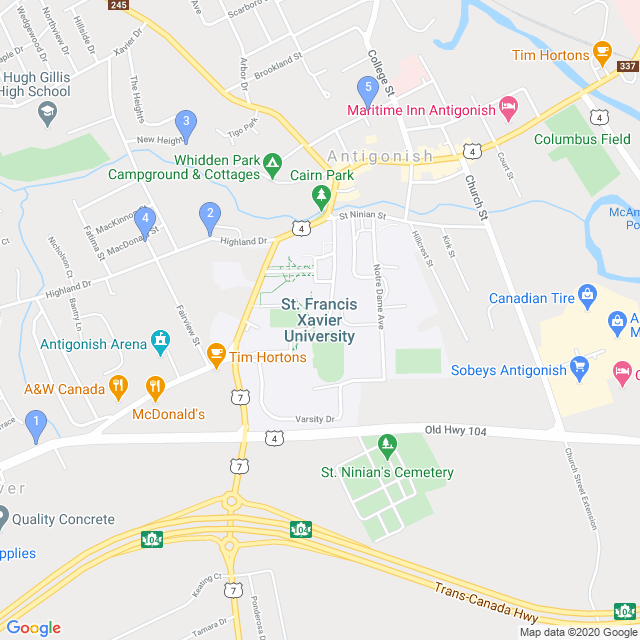 245
Scarboro
Ave
Wedgewood Dr
Northview Dr
Hillside Dr
Xavier Dr
Arbor Dr
Brookland St
College St
Tim Hortons
337
Hugh Gillis
High School
The Heights
5
Maritime Inn Antigonish
3
New Height
Tigo Park
4
Columbus Field
Whidden Park
Campground & Cottages
Antigonish
4
Court St
Cairn Park
Church St
MacKinnon St
2
St Ninian St
4
MacDonald St
4
Highland Dr
Hillcrest St
Kirk St
McAm
Po
Ct
Nicholson Ct
Fatima St
Highland Dr
Bantry Ln
Notre Dame Ave
Fairview St
St. Francis
Xavier
University
Canadian Tire
A
M
Antigonish Arena
Tim Hortons
Sobeys Antigonish
C
A&W Canada
McDonald's
7
1
race
Varsity Dr
4
Old Hwy 104
7
St. Ninian's Cemetery
Church Street Extension
ver
Quality Concrete
104
104
pplies
Keating Ct
7
Trans-Canada Hwy
Ponderosa D
Tamara Dr
104
Google
Map data ©2020 Google